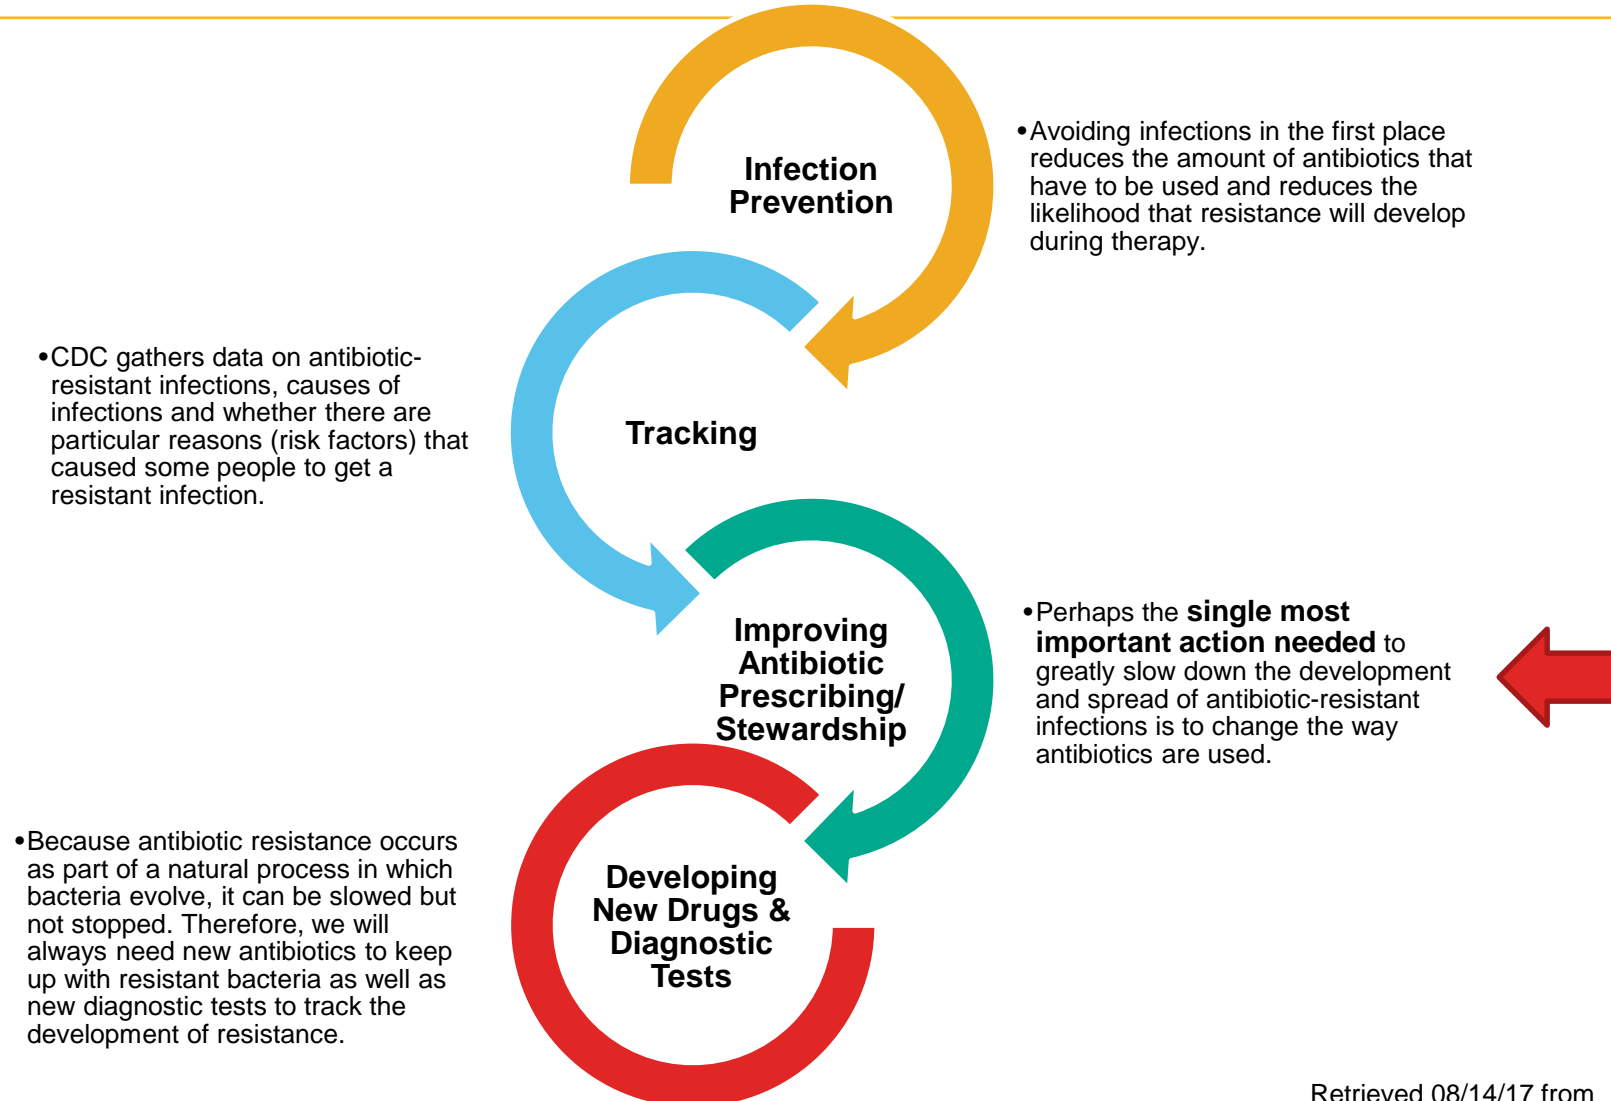 Infection
Prevention
•Avoiding infections in the first place
reduces the amount of antibiotics that
have to be used and reduces the
likelihood that resistance will develop
during therapy.
•CDC gathers data on antibiotic-
resistant infections, causes of
infections and whether there are
particular reasons (risk factors) that
caused some people to get a
resistant infection.
Tracking
Improving
Antibiotic
Prescribing/
Stewardship
•Perhaps the single most
important action needed to
greatly slow down the development
and spread of antibiotic-resistant
infections is to change the way
antibiotics are used.
•Because antibiotic resistance occurs
as part of a natural process in which
bacteria evolve, it can be slowed but
not stopped. Therefore, we will
always need new antibiotics to keep
up with resistant bacteria as well as
new diagnostic tests to track the
development of resistance.
Developing
New Drugs &
Diagnostic
Tests
Retrieved 08/14/17 from